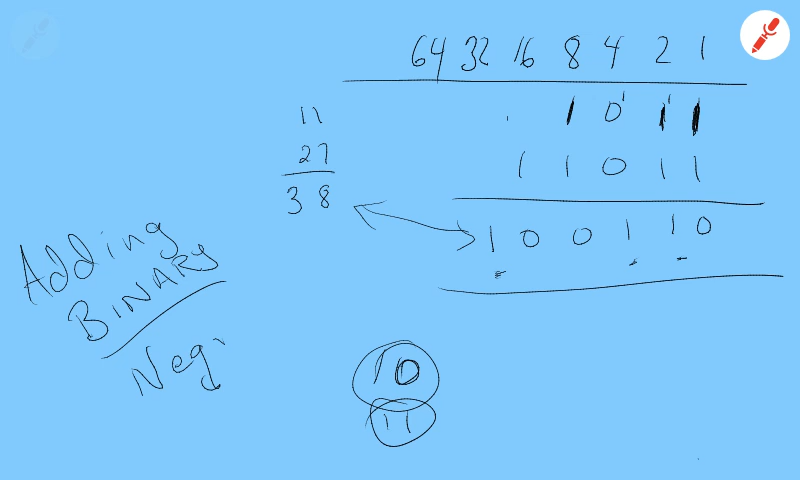 64 32 16 8 4 2 1
11
1 0 1 1
27
1 1 0 1 1
38
1 0 0 1 1 0
Adding
BINARY
Neg
10
11